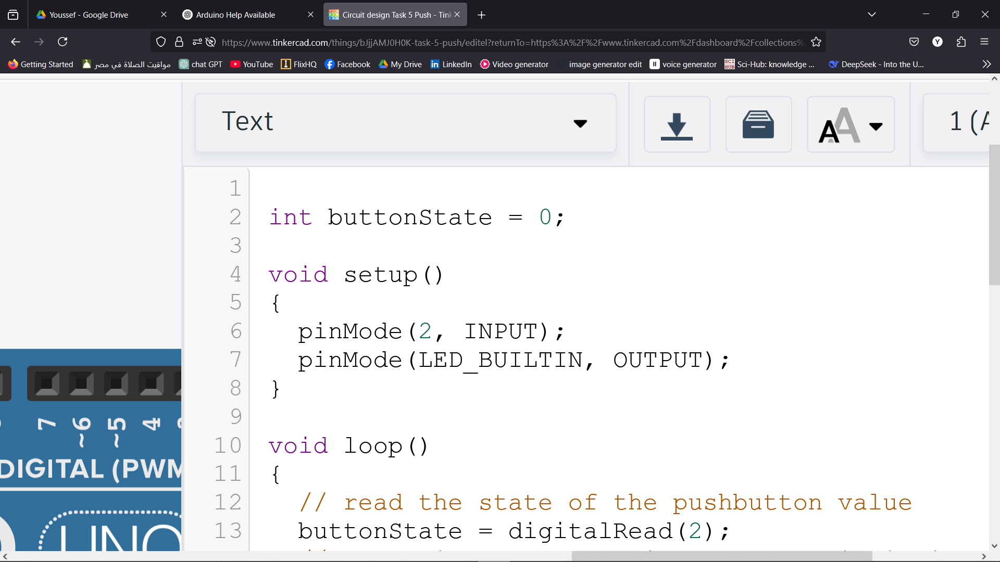 Youssef - Google Drive
Arduino Help Available
Circuit design Task 5 Push - Tink
https://www.tinkercad.com/things/bJjjAMJ0H0K-task-5-push/editel?returnTo=https%3A%2F%2Fwww.tinkercad.com%2Fdashboard%2Fcollections%
Y
Getting Started
مواقيت الصلاة في مصر
chat GPT
YouTube
FlixHQ
Facebook
My Drive
LinkedIn
Video generator
image generator edit
voice generator
Sci-Hub: knowledge ...
DeepSeek - Into the U...
Text
1 (A
1
2 int buttonState = 0;
3
4 void setup()
5 {
6 pinMode(2, INPUT);
7 pinMode(LED_BUILTIN, OUTPUT);
8 }
9
10 void loop()
11 {
12 // read the state of the pushbutton value
13 buttonState = digitalRead(2);
7
~6
~5
4
DIGITAL (PWM
UNO